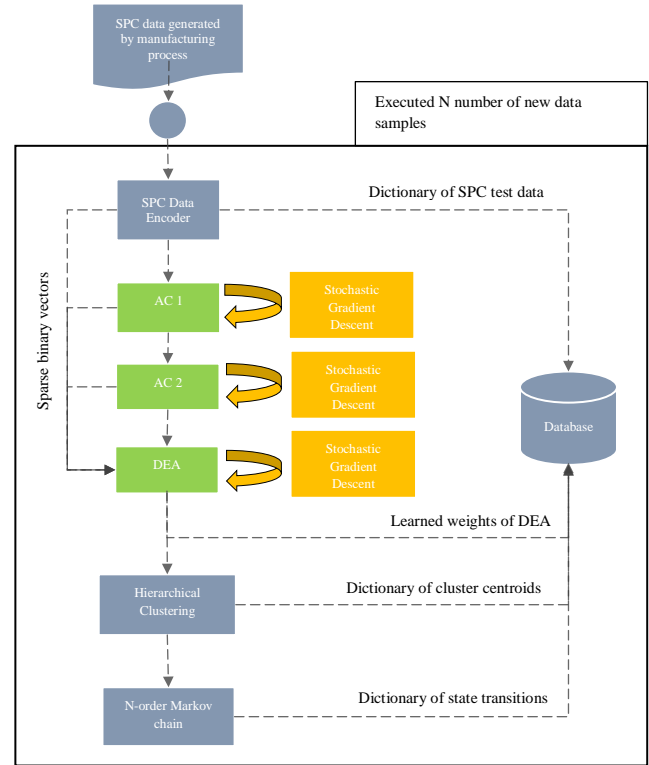 SPC data generated
by manufacturing
process
Executed N number of new data
samples
SPC Data
Encoder
Dictionary of SPC test data
Sparse binary vectors
AC 1
Stochastic
Gradient
Descent
AC 2
Stochastic
Gradient
Descent
Database
DEA
Stochastic
Gradient
Descent
Learned weights of DEA
Hierarchical
Clustering
Dictionary of cluster centroids
N-order Markov
chain
Dictionary of state transitions